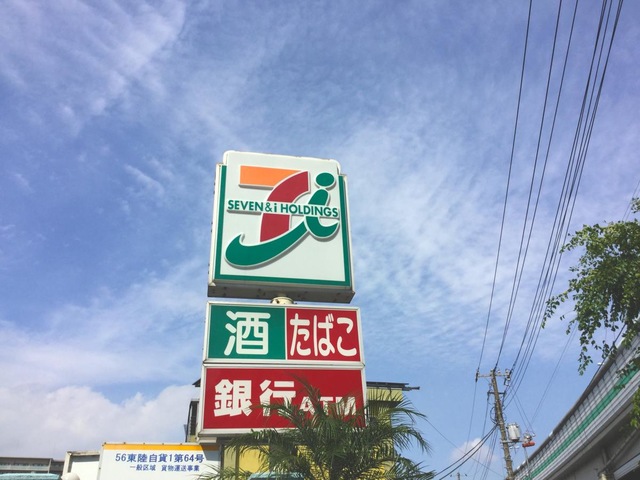 SEVEN & i HOLDINGS
酒 たばこ
銀行ATM
56東陸自貨1第64号
一般区域 貨物運送事業